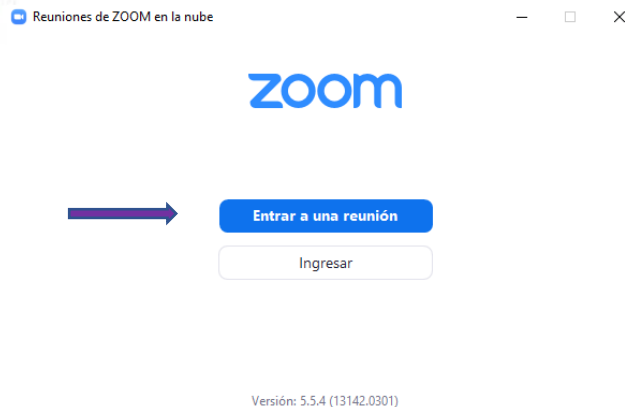 Reuniones de ZOOM en la nube
zoom
Entrar a una reunión
Ingresar
Versión: 5.5.4 (13142.0301)